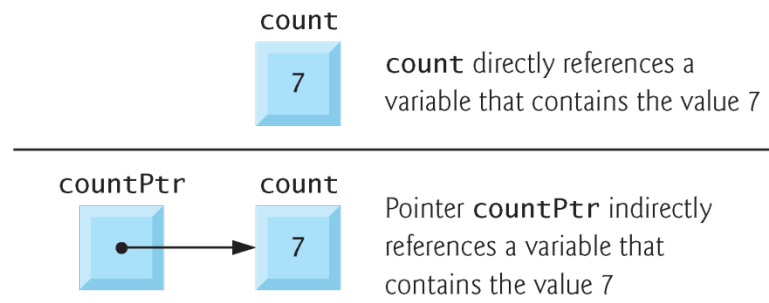 count
7
count directly references a
variable that contains the value 7
countPtr count
7
Pointer countPtr indirectly
references a variable that
contains the value 7